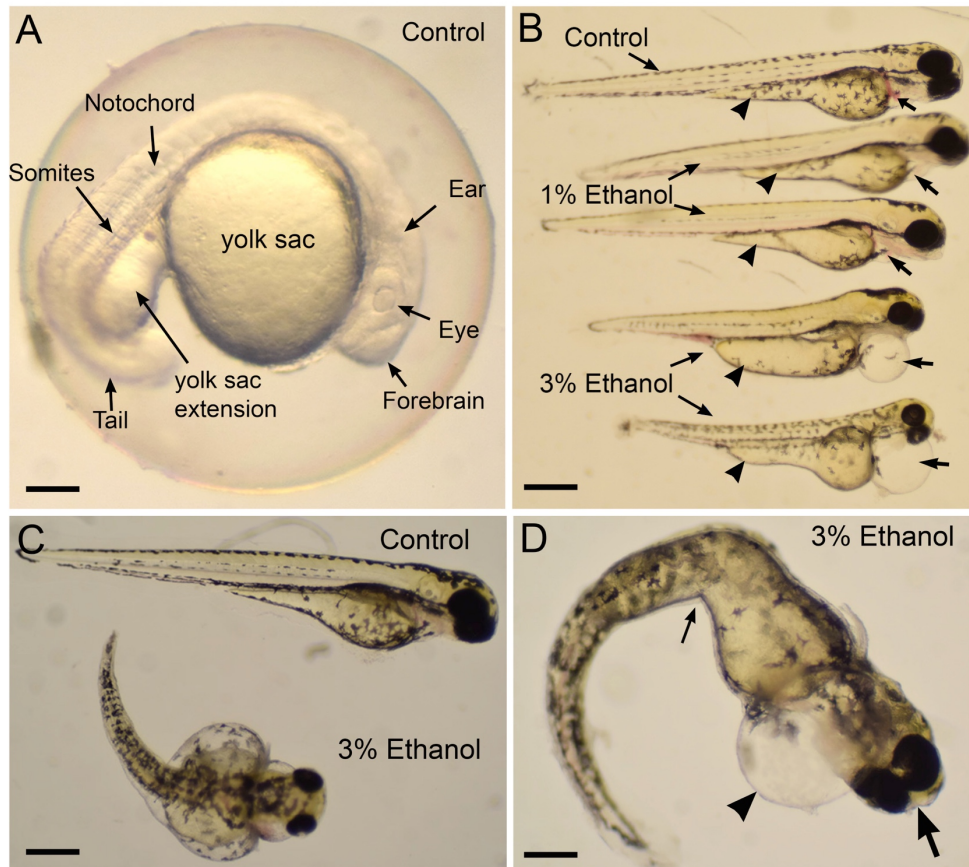 A
Control
Notochord
Somites
Ear
yolk sac
Eye
yolk sac
extension
Forebrain
Tail
B
Control
1% Ethanol
3% Ethanol
C
Control
3% Ethanol
D
3% Ethanol